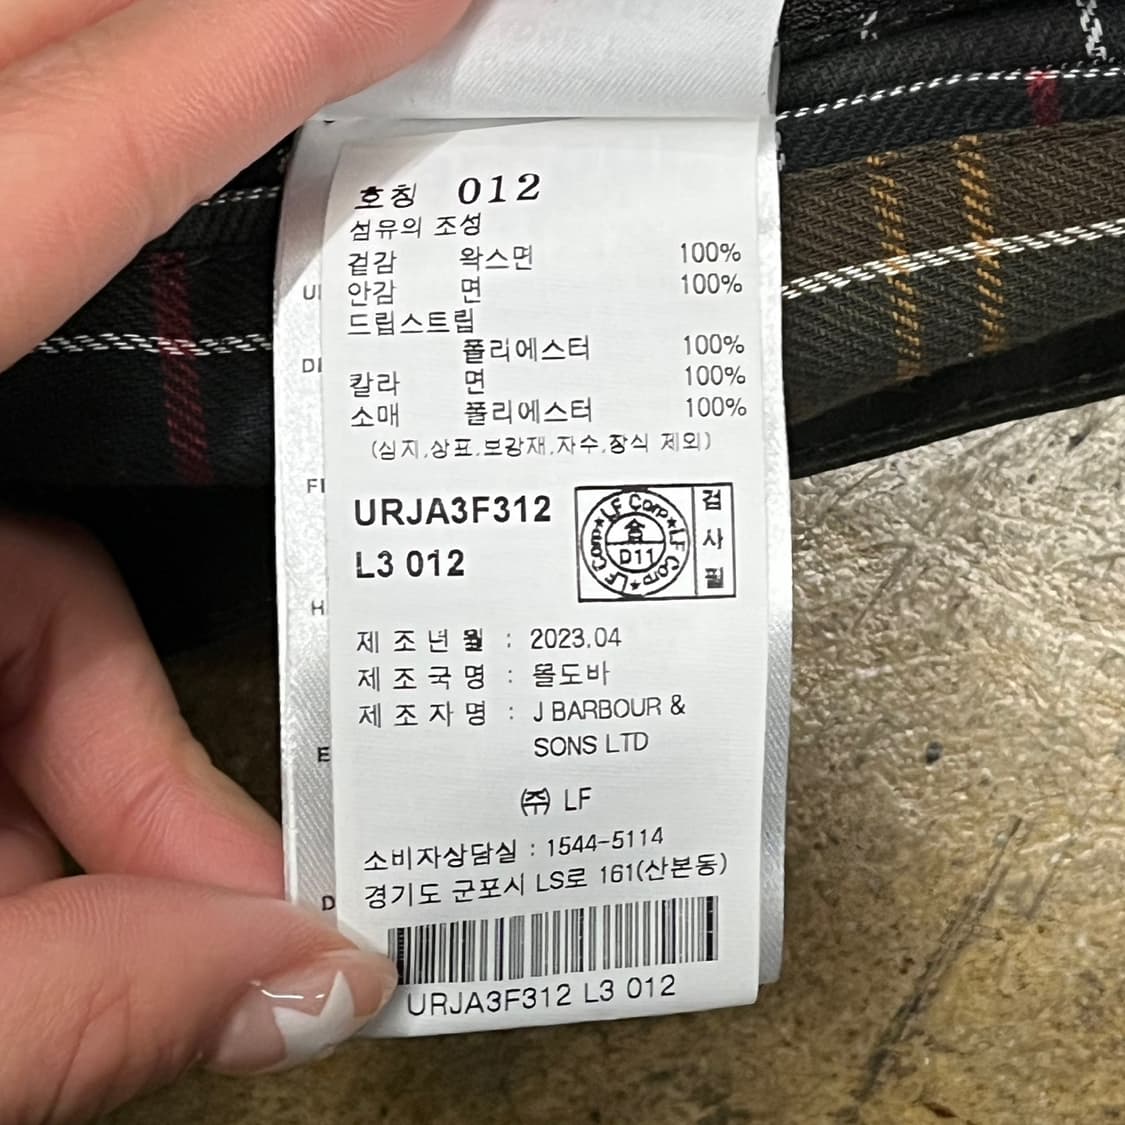 호칭 012
섬유의 조성
겉감 왁스면 100%
안감 면 100%
드립스트립
폴리에스터 100%
칼라 면 100%
소매 폴리에스터 100%
(심지,상표,보강재,자수,장식 제외)
URJA3F312
L3 012
LF Corp★LF Corp★LF Corp★
合
D11
검
사
필
제 조 년 월 : 2023.04
제 조 국 명 : 몰도바
제 조 자 명 : J BARBOUR &
SONS LTD
㈜ LF
소비자상담실 : 1544-5114
경기도 군포시 LS로 161(산본동)
URJA3F312 L3 012